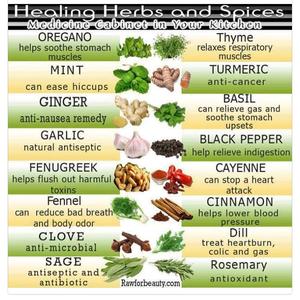 Healing Herbs and Spices
Medicine Cabinet in Your Kitchen
OREGANO
helps soothe stomach
muscles
Thyme
relaxes respiratory
muscles
MINT
can ease hiccups
TURMERIC
anti-cancer
GINGER
anti-nausea remedy
BASIL
can relieve gas and
soothe stomach
upsets
GARLIC
natural antiseptic
BLACK PEPPER
help relieve indigestion
FENUGREEK
helps flush out harmful
toxins
CAYENNE
can stop a heart
attack
Fennel
can reduce bad breath
and body odor
CINNAMON
helps lower blood
pressure
CLOVE
anti-microbial
Dill
treat heartburn,
colic and gas
SAGE
antiseptic and
antibiotic
Rosemary
antioxidant
Rawforbeauty.com